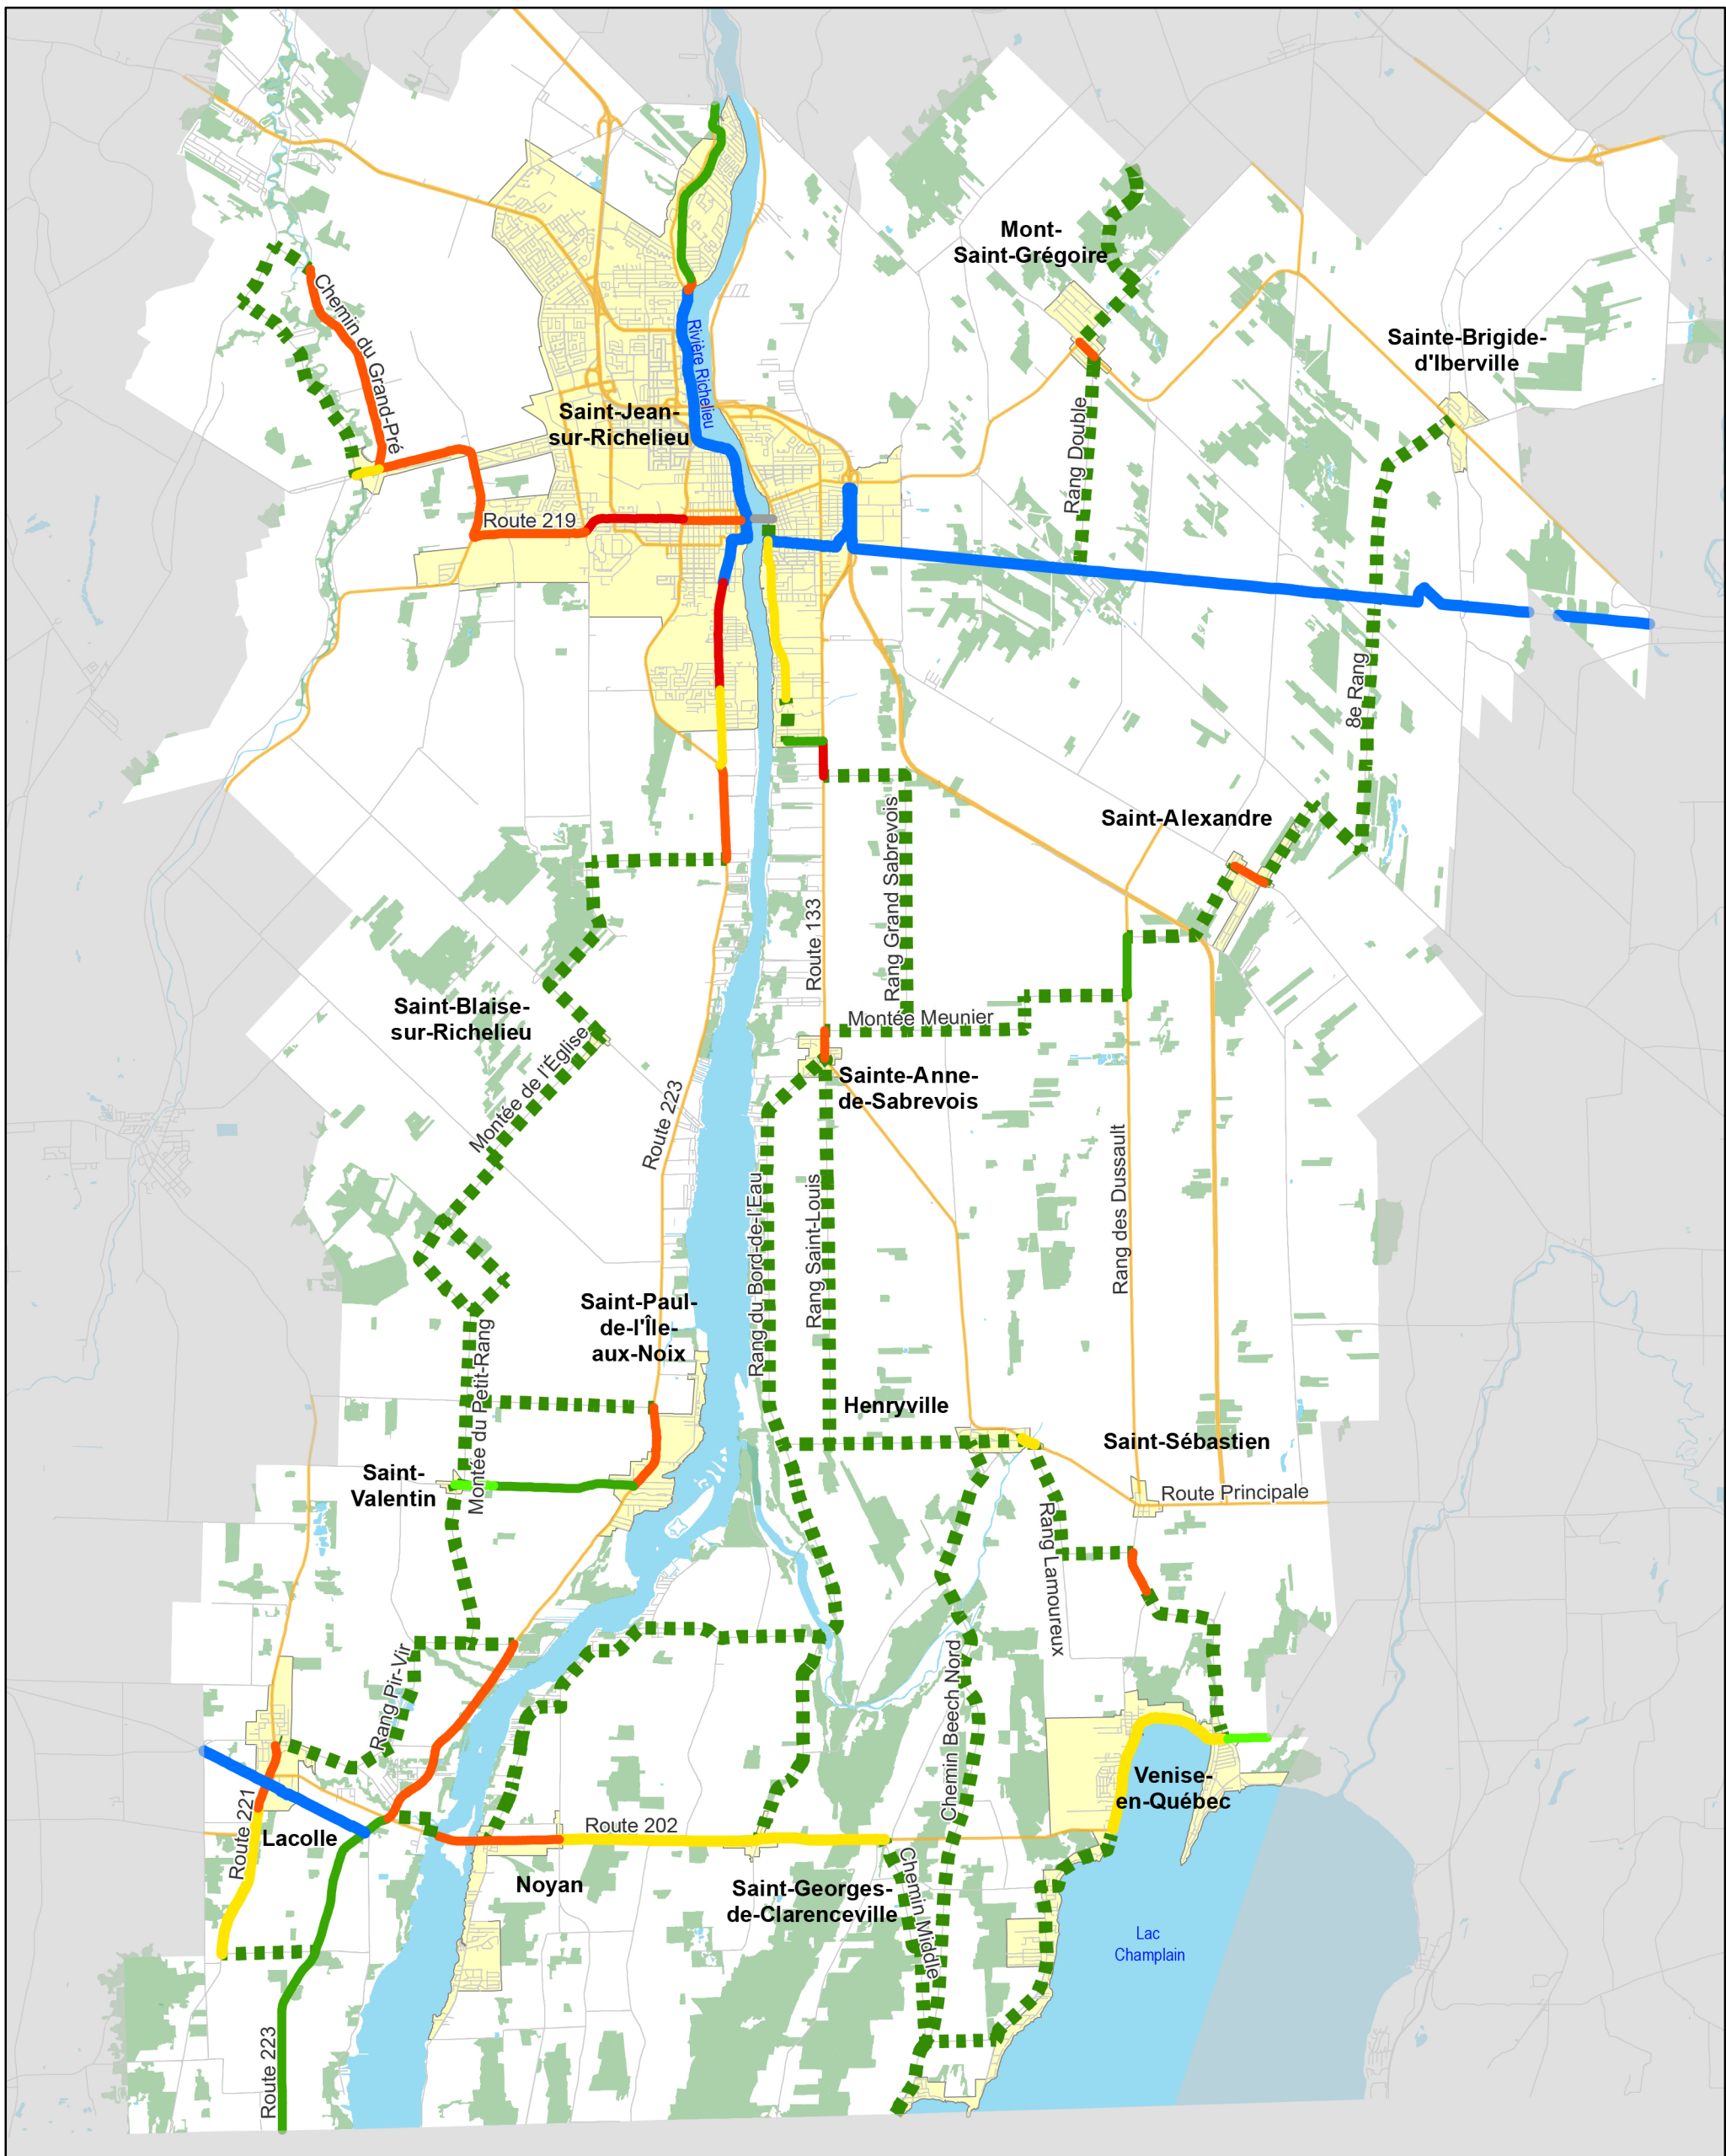 Mont-
Saint-Grégoire
Chemin du Grand-Pré
Rivière Richelieu
Sainte-Brigide-
d'Iberville
Saint-Jean-
sur-Richelieu
Rang Double
Route 219
8e Rang
Saint-Alexandre
Rang Grand Sabrevois
Route 133
Saint-Blaise-
sur-Richelieu
Montée Meunier
Montée de l'Église
Sainte-Anne-
de-Sabrevois
Route 223
Rang du Bord-de-l'Eau
Rang Saint-Louis
Rang des Dussault
Saint-Paul-
de-l'Île-
aux-Noix
Montée du Petit-Rang
Henryville
Saint-Sébastien
Saint-
Valentin
Route Principale
Rang Lamoureux
Rang Pir-Vir
Chemin Beech Nord
Venise-
en-Québec
Route 221
Lacolle
Route 202
Noyan
Saint-Georges-
de-Clarenceville
Chemin Middle
Lac
Champlain
Route 223